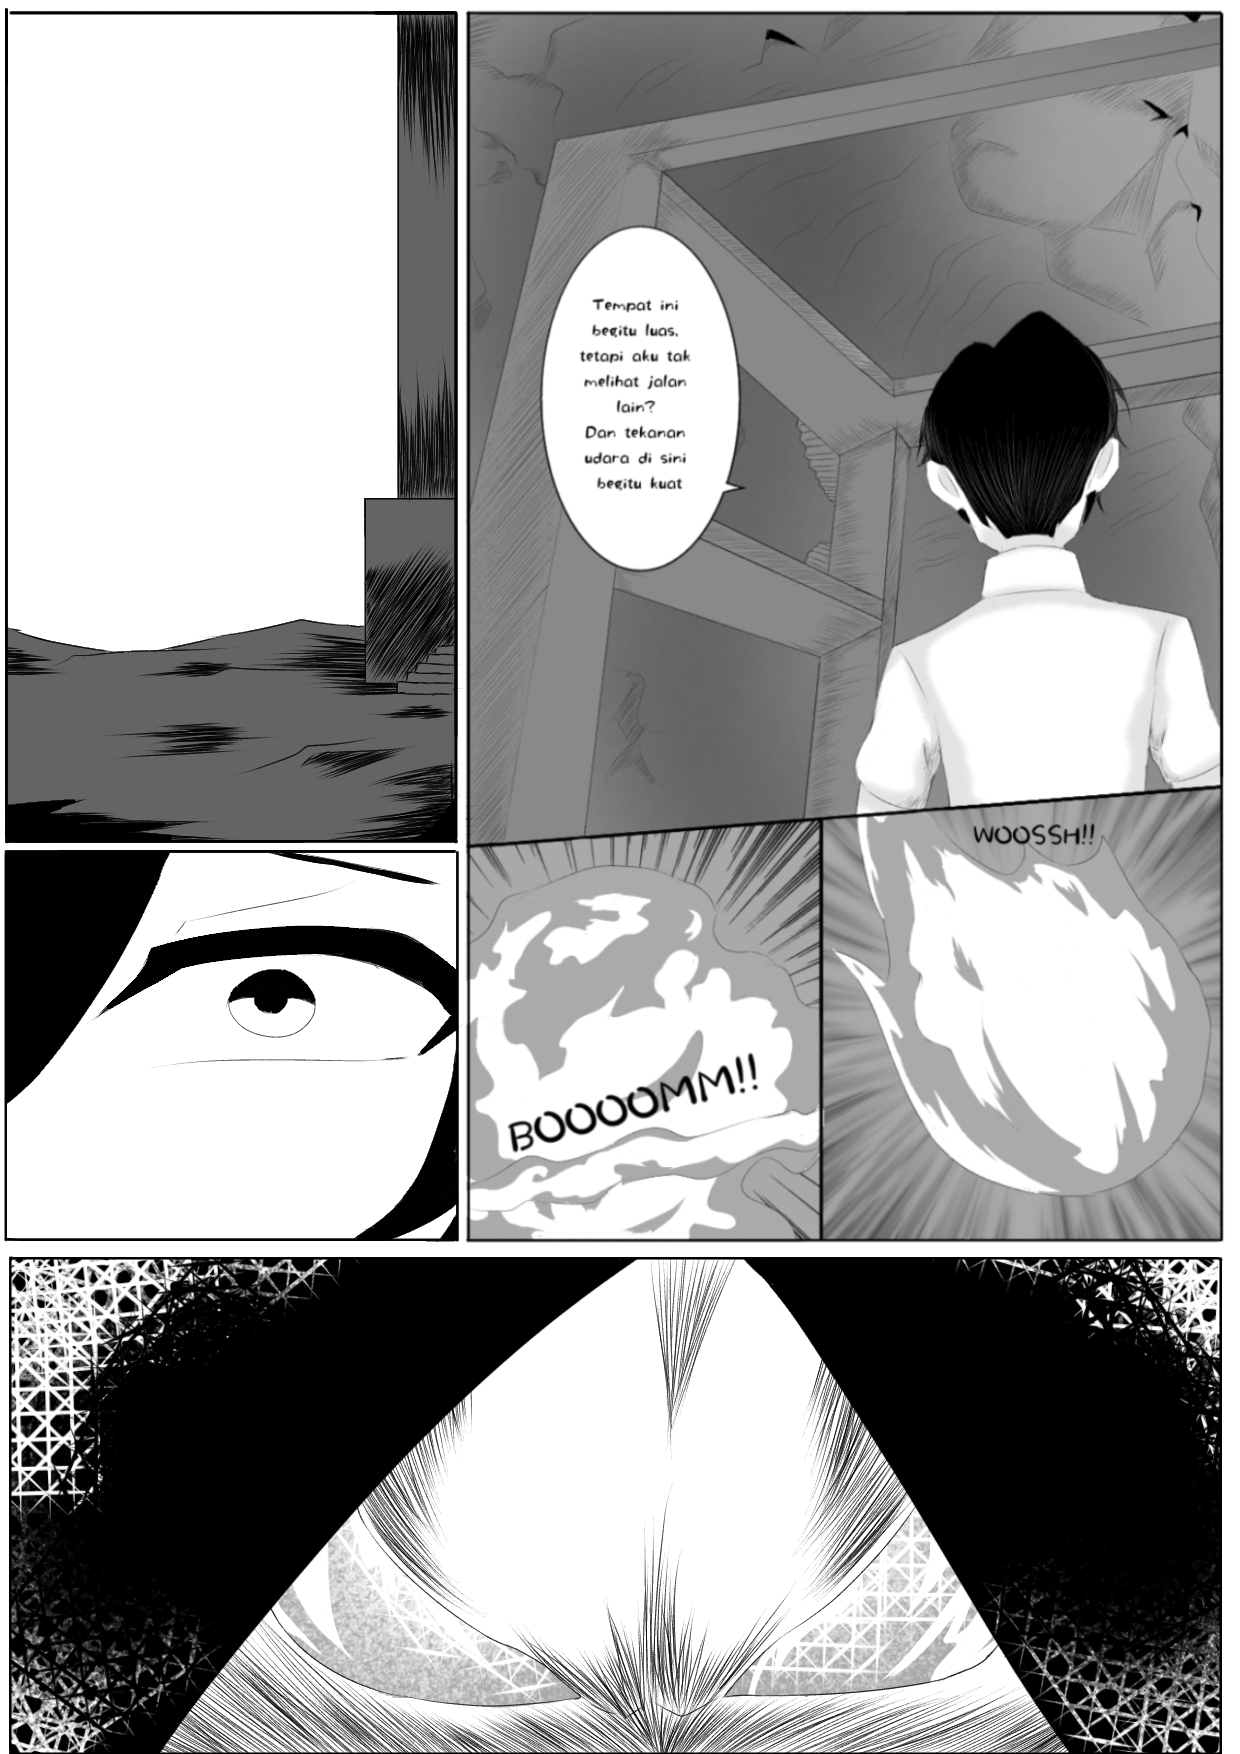 Tempat ini
begitu luas,
tetapi aku tak
melihat jalan
lain?
Dan tekanan
udara di sini
begitu kuat
WOOSSH!!
BOOOOMM!!